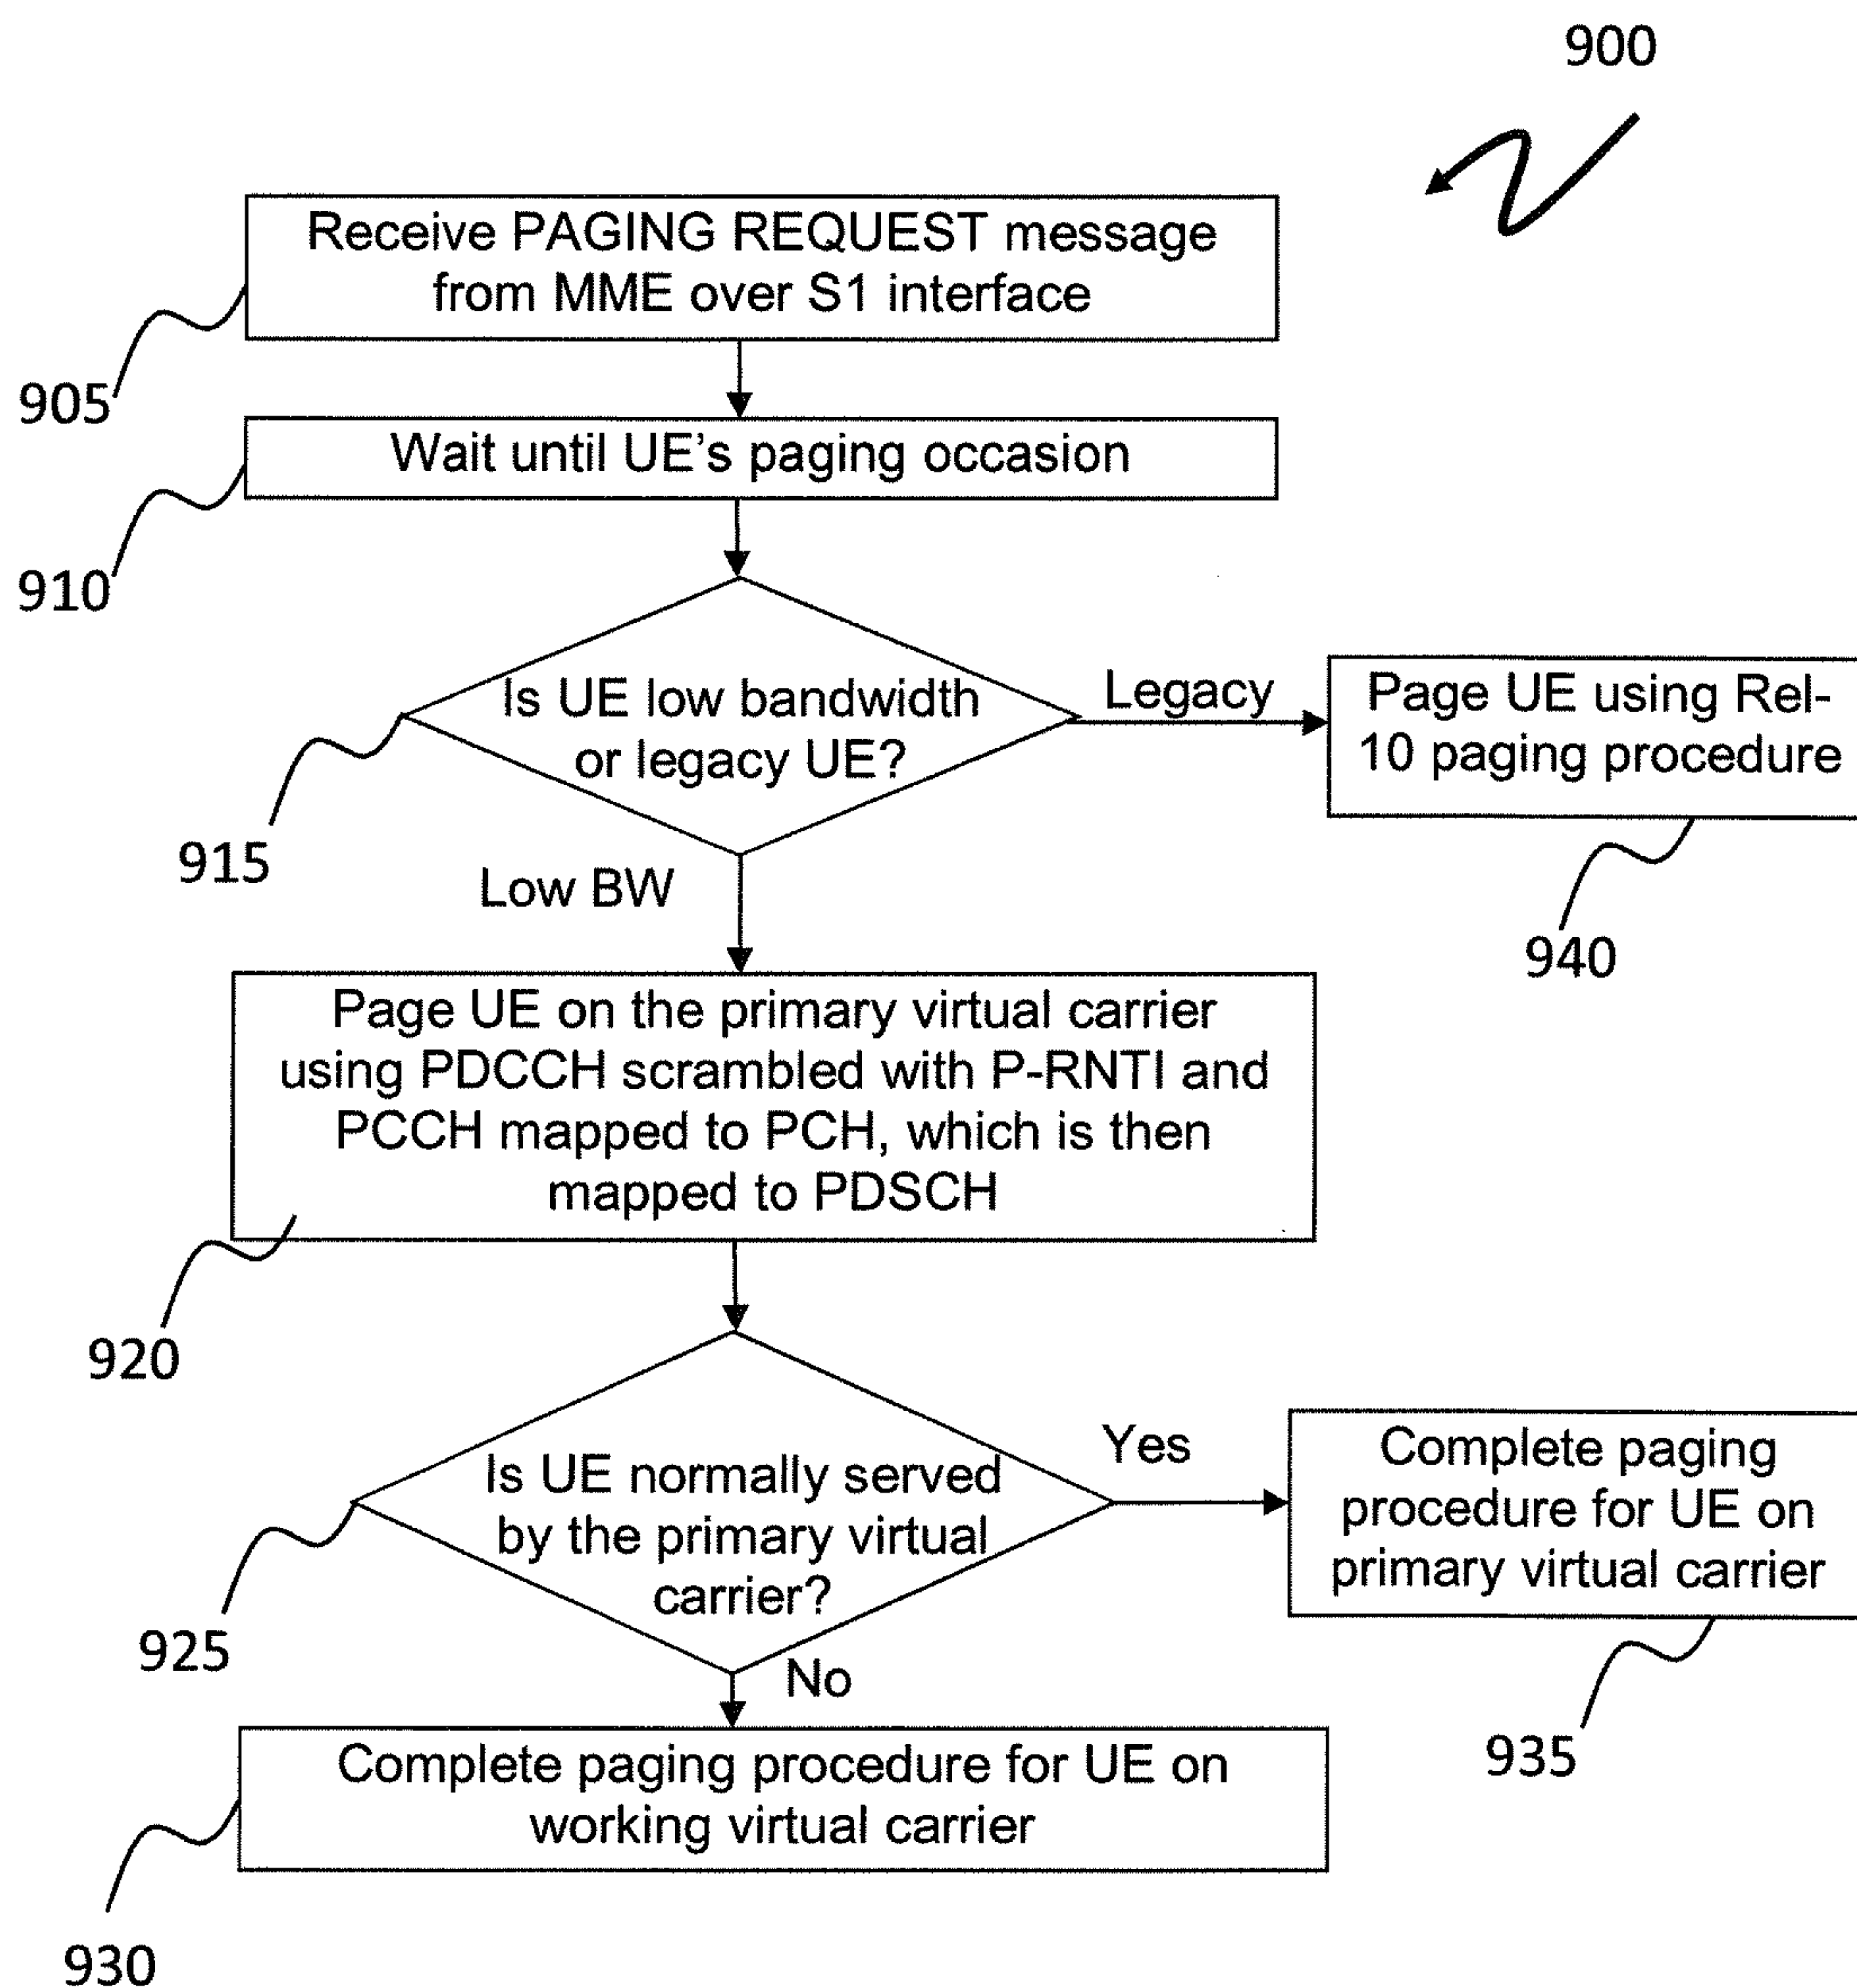 900
Receive PAGING REQUEST message
from MME over S1 interface
905
Wait until UE's paging occasion
910
Is UE low bandwidth
or legacy UE?
Legacy
Page UE using Rel-
10 paging procedure
915
Low BW
940
Page UE on the primary virtual carrier
using PDCCH scrambled with P-RNTI and
PCCH mapped to PCH, which is then
mapped to PDSCH
920
Is UE normally served
by the primary virtual
carrier?
Yes
Complete paging
procedure for UE on
primary virtual carrier
925
No
935
Complete paging procedure for UE on
working virtual carrier
930